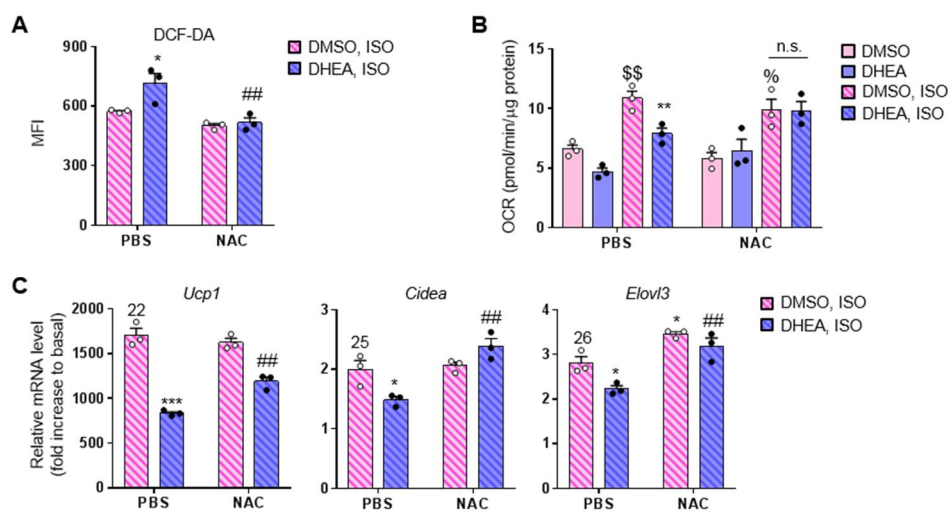 A
DCF-DA
900
600
300
0
MFI
*
##
PBS
NAC
DMSO, ISO
DHEA, ISO
B
15
10
5
0
OCR (pmol/min/μg protein)
$$
**
%
n.s.
PBS
NAC
DMSO
DHEA
DMSO, ISO
DHEA, ISO
C
Relative mRNA level
(fold increase to basal)
Ucp1
2000
1500
1000
500
0
22
***
##
PBS
NAC
Cidea
3
2
1
0
25
*
##
PBS
NAC
Elovl3
4
3
2
1
0
26
*
*
##
PBS
NAC
DMSO, ISO
DHEA, ISO